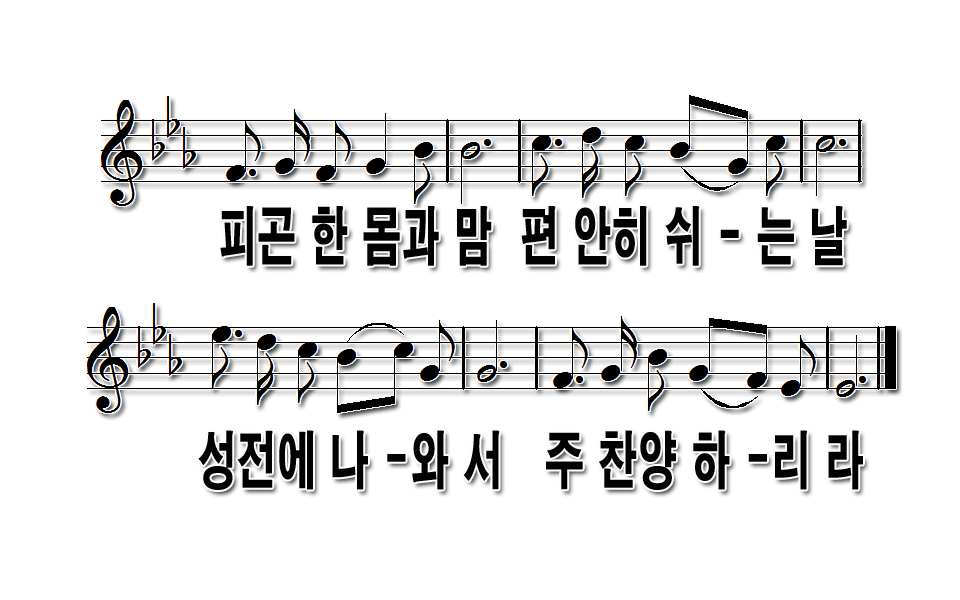 피곤 한 몸과 맘 편 안히 쉬 - 는 날
성전에 나 -와 서 주 찬양 하 -리 라